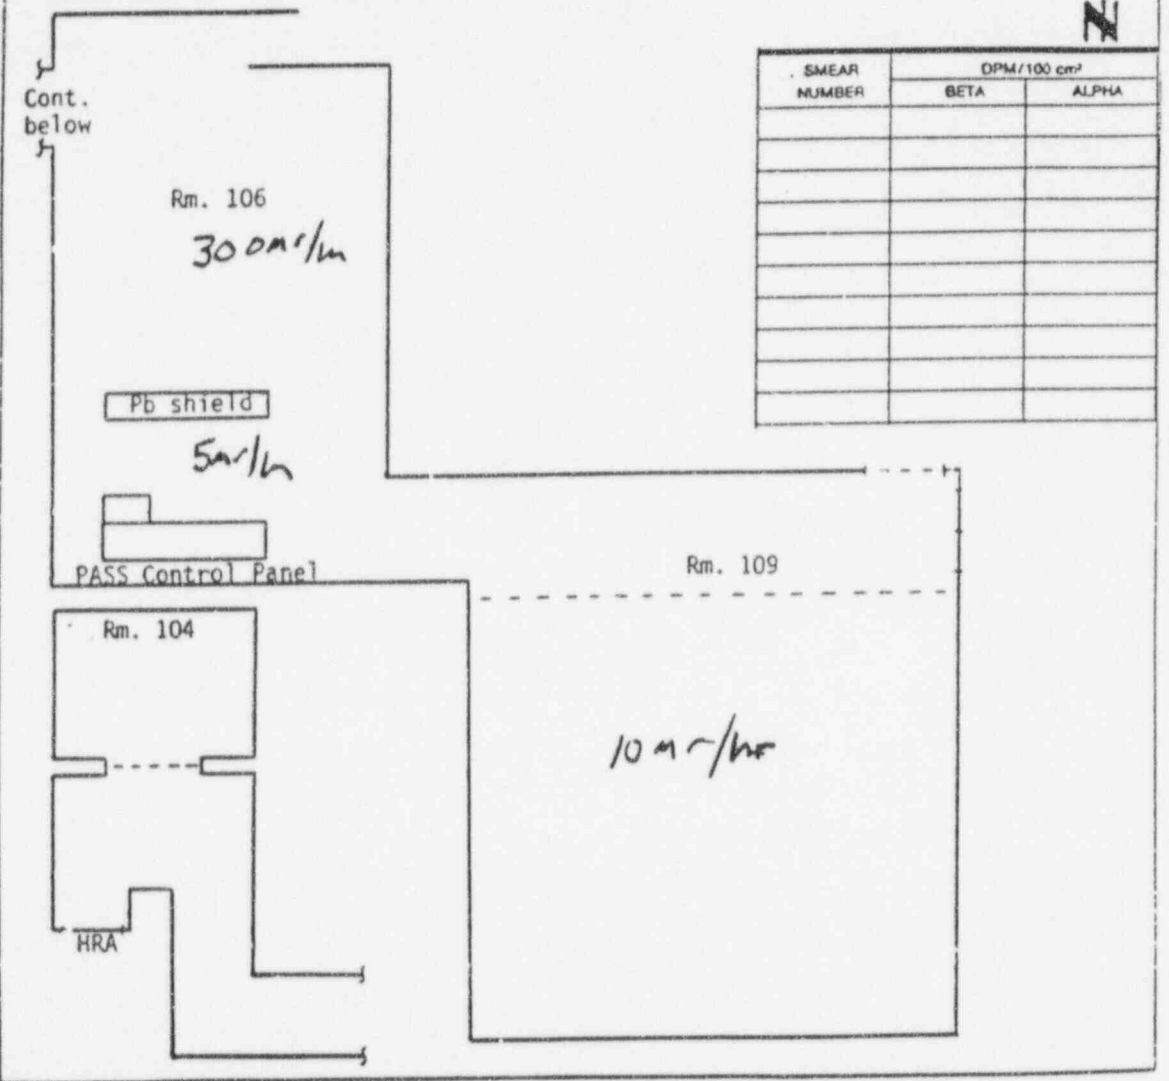 N
SMEAR NUMBER
DPM/100 cm²
BETA
ALPHA
Cont.
below
Rm. 106
300mr/hr
Pb shield
5mr/hr
PASS Control Panel
Rm. 109
Rm. 104
10mr/hr
HRA